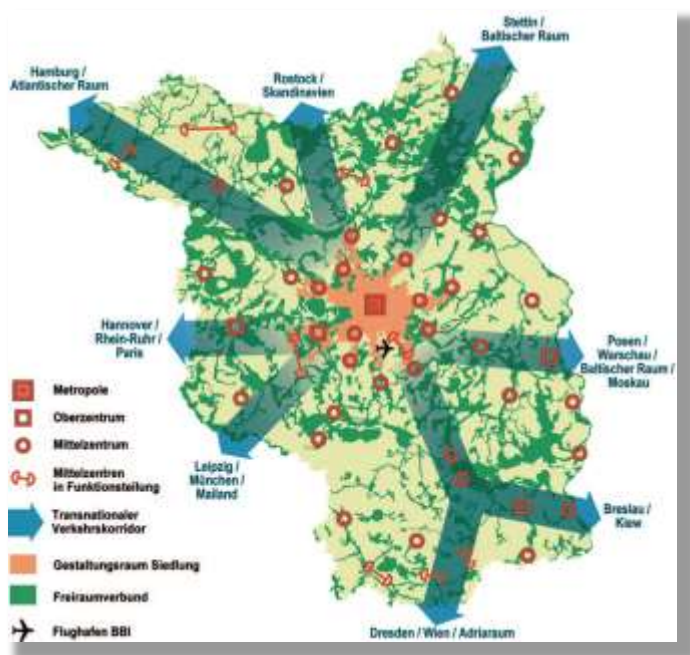 Stettin /
Baltischer Raum
Hamburg /
Atlantischer Raum
Rostock /
Skandinavien
Hannover /
Rhein-Ruhr /
Paris
Posen /
Warschau /
Baltischer Raum /
Moskau
Leipzig /
München /
Mailand
Breslau /
Kiew
Dresden / Wien / Adriaraum
Metropole
Oberzentrum
Mittelzentrum
Mittelzentren
in Funktionsteilung
Transnationaler
Verkehrskorridor
Gestaltungsraum Siedlung
Freiraumverbund
Flughafen BBI